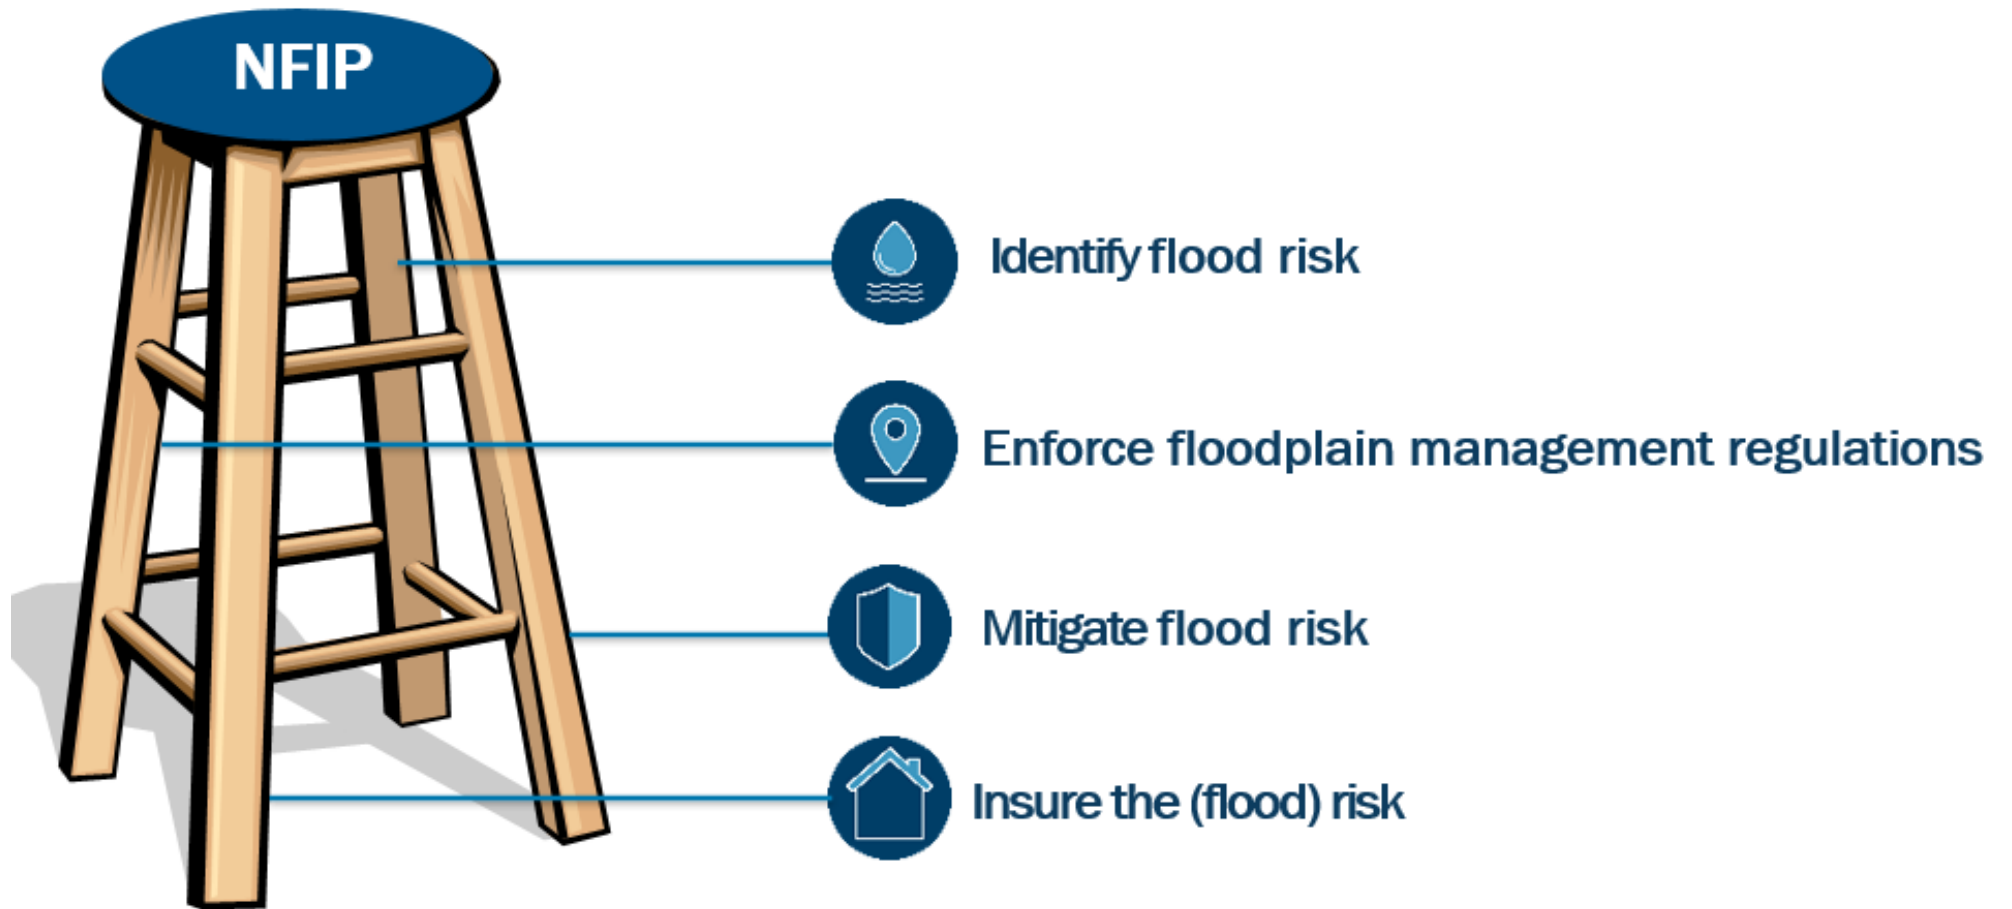 NFIP
Identify flood risk
Enforce floodplain management regulations
Mitigate flood risk
Insure the (flood) risk